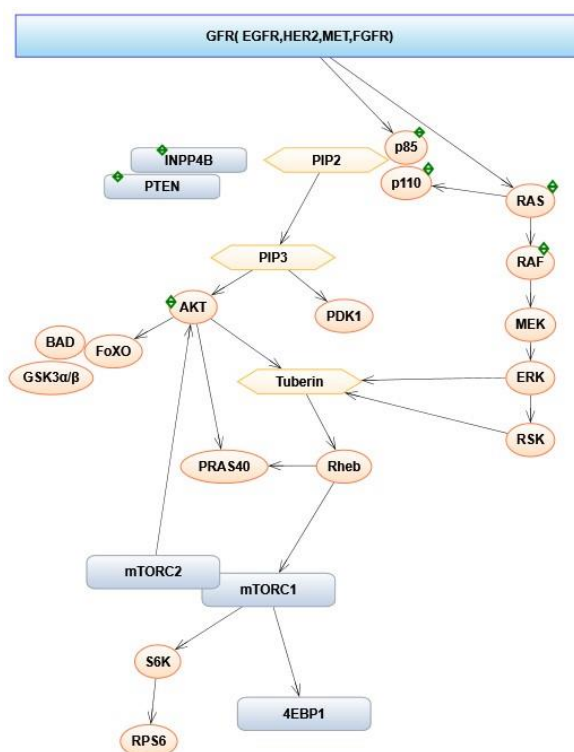 GFR( EGFR,HER2,MET,FGFR)
p85
INPP4B
PIP2
PTEN
p110
RAS
PIP3
RAF
AKT
PDK1
MEK
BAD
FoXO
GSK3α/β
Tuberin
ERK
RSK
PRAS40
Rheb
mTORC2
mTORC1
S6K
4EBP1
RPS6